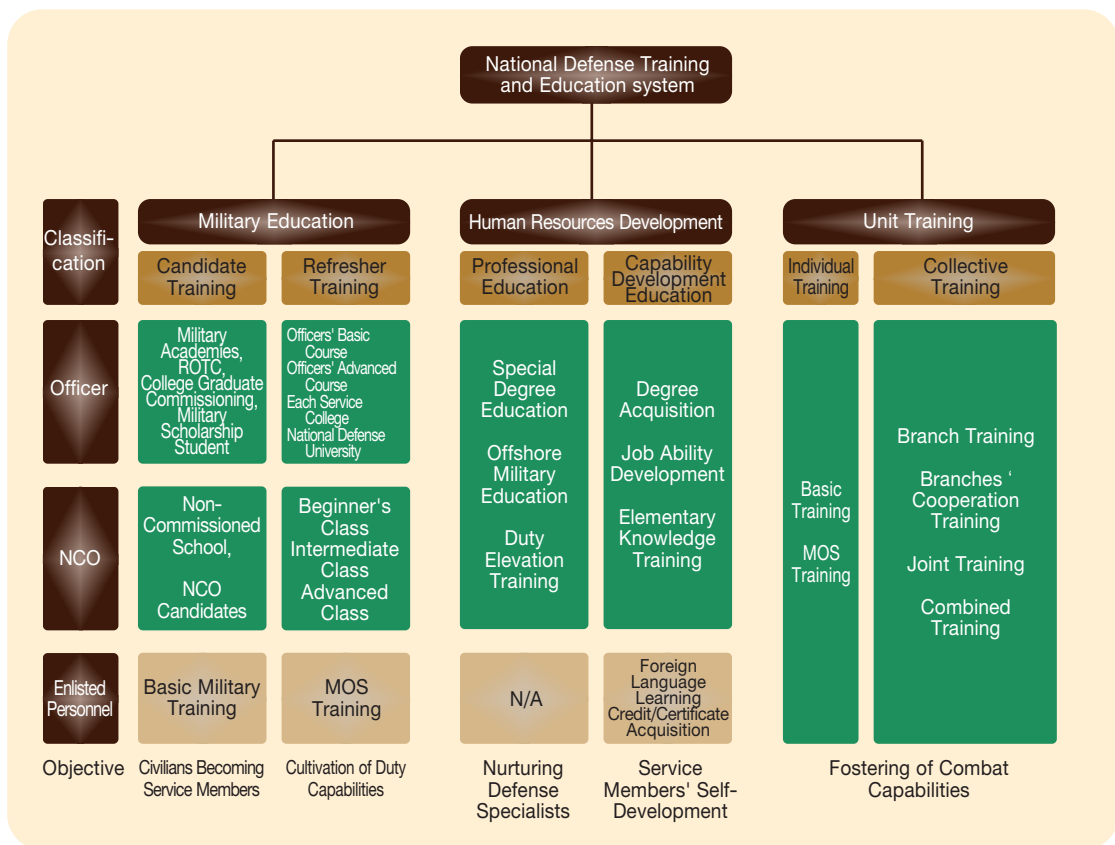 National Defense Training
and Education system
Classifi-
cation
Military Education
Human Resources Development
Unit Training
Candidate
Training
Refresher
Training
Professional
Education
Capability
Development
Education
Individual
Training
Collective
Training
Officer
Military
Academies,
ROTC,
College Graduate
Commissioning,
Military
Scholarship
Student
Officers' Basic
Course
Officers' Advanced
Course
Each Service
College
National Defense
University
Special
Degree
Education
Offshore
Military
Education
Duty
Elevation
Training
Degree
Acquisition
Job Ability
Development
Elementary
Knowledge
Training
Basic
Training
MOS
Training
Branch Training
Branches ‘
Cooperation
Training
Joint Training
Combined
Training
NCO
Non-
Commissioned
School,
NCO
Candidates
Beginner's
Class
Intermediate
Class
Advanced
Class
Enlisted
Personnel
Basic Military
Training
MOS
Training
N/A
Foreign
Language
Learning
Credit/Certificate
Acquisition
Objective
Civilians Becoming
Service Members
Cultivation of Duty
Capabilities
Nurturing
Defense
Specialists
Service
Members' Self-
Development
Fostering of Combat
Capabilities